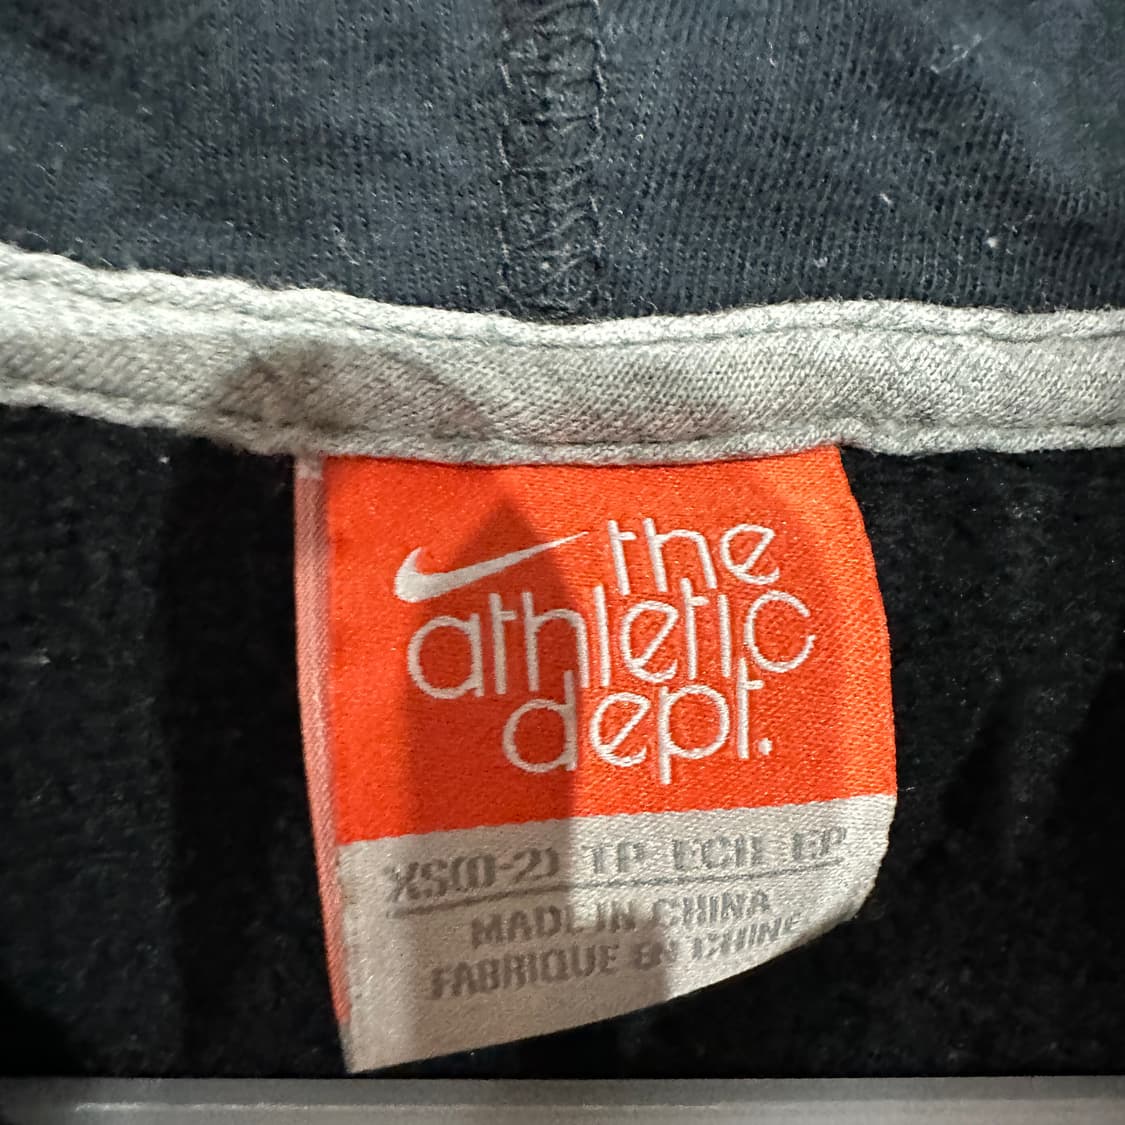 the
athletic
dept.
XS(0-2) TP ECH EP
MADE IN CHINA
FABRIQUE EN CHINE